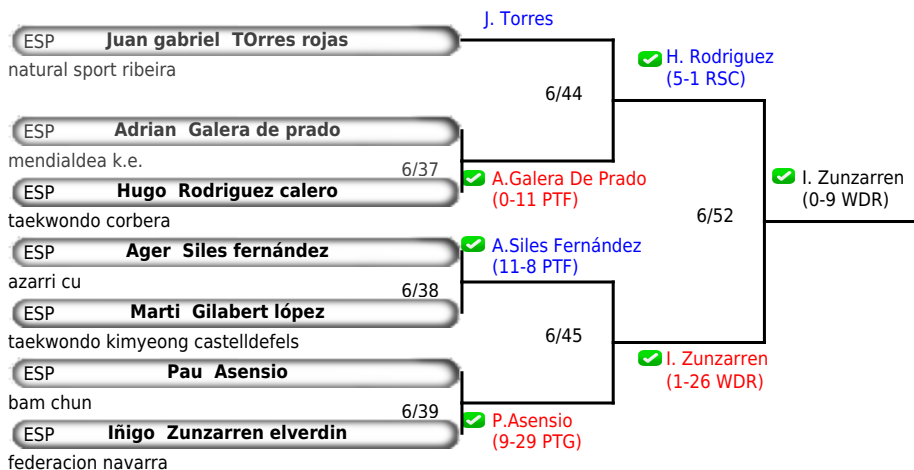 J. Torres
ESP Juan gabriel TOrres rojas
natural sport ribeira
H. Rodriguez
(5-1 RSC)
6/44
ESP Adrian Galera de prado
mendialdea k.e.
6/37
A.Galera De Prado
(0-11 PTF)
ESP Hugo Rodriguez calero
taekwondo corbera
I. Zunzarren
(0-9 WDR)
6/52
ESP Ager Siles fernández
azarri cu
A.Siles Fernández
(11-8 PTF)
6/38
ESP Marti Gilabert lópez
taekwondo kimyeong castelldefels
6/45
I. Zunzarren
(1-26 WDR)
ESP Pau Asensio
bam chun
6/39
P.Asensio
(9-29 PTG)
ESP Iñigo Zunzarren elverdin
federacion navarra